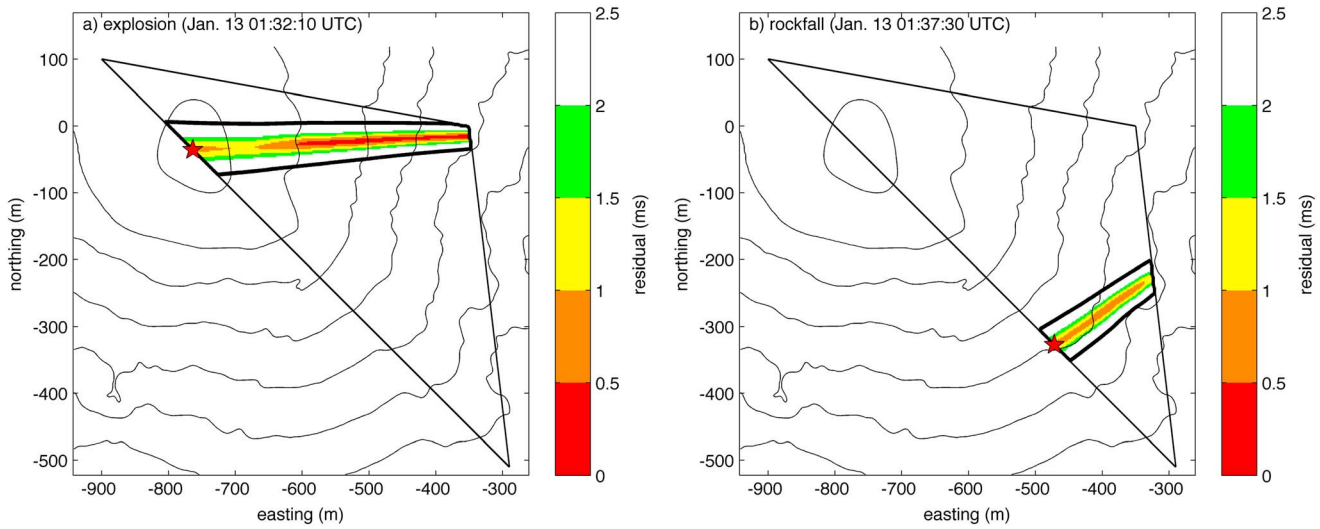 a) explosion (Jan. 13 01:32:10 UTC)
100
0
-100
-200
-300
-400
-500
northing (m)
-900 -800 -700 -600 -500 -400 -300
easting (m)
2.5
2
1.5
1
0.5
0
residual (ms)
b) rockfall (Jan. 13 01:37:30 UTC)
100
0
-100
-200
-300
-400
-500
northing (m)
-900 -800 -700 -600 -500 -400 -300
easting (m)
2.5
2
1.5
1
0.5
0
residual (ms)